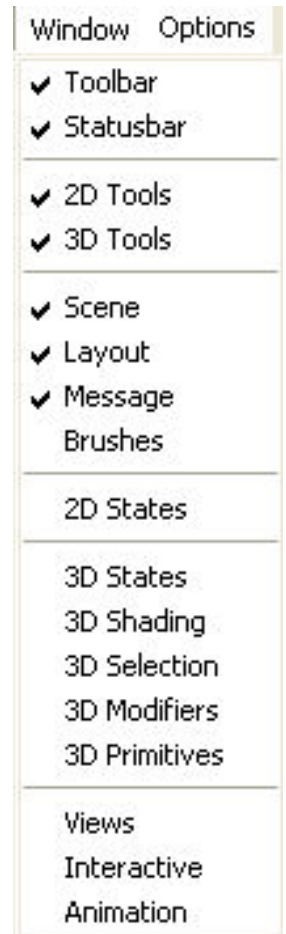 Window Options
Toolbar
Statusbar
2D Tools
3D Tools
Scene
Layout
Message
Brushes
2D States
3D States
3D Shading
3D Selection
3D Modifiers
3D Primitives
Views
Interactive
Animation